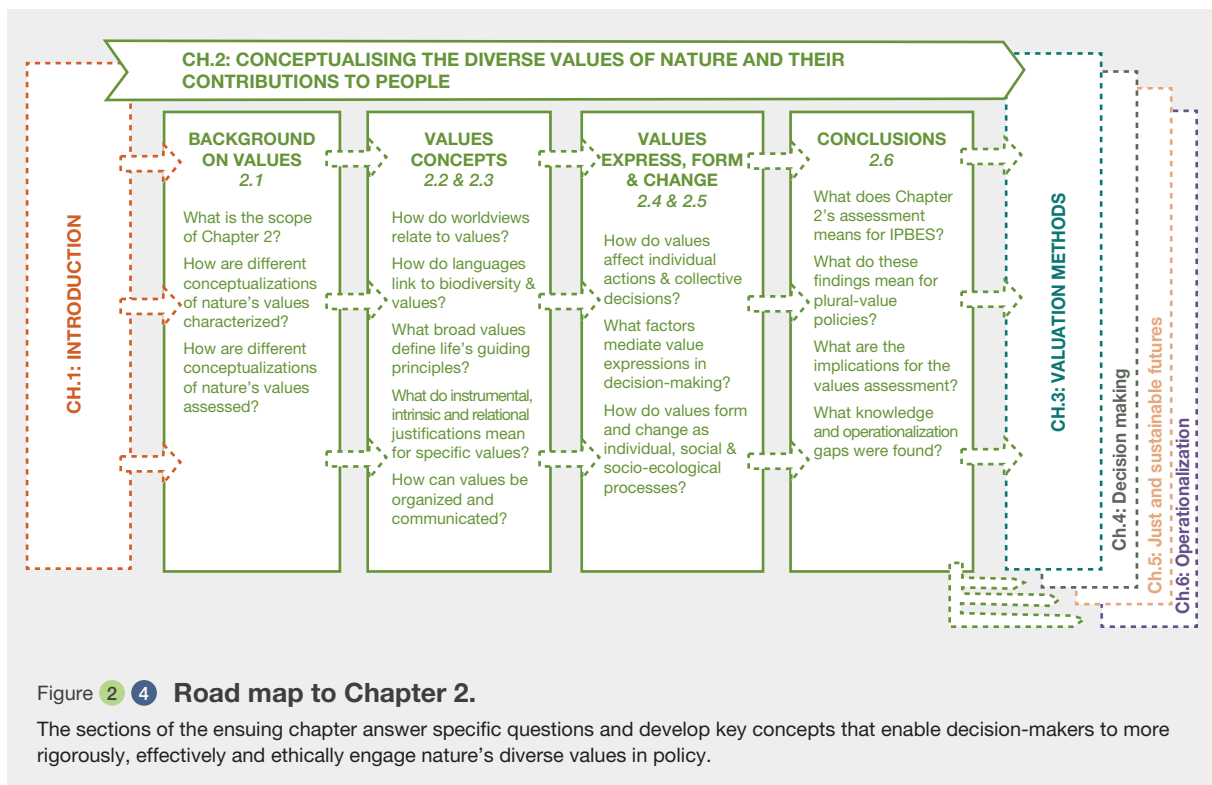 CH.2: CONCEPTUALISING THE DIVERSE VALUES OF NATURE AND THEIR
CONTRIBUTIONS TO PEOPLE
CH.1: INTRODUCTION
BACKGROUND
ON VALUES
2.1
What is the scope
of Chapter 2?
How are different
conceptualizations
of nature's values
characterized?
How are different
conceptualizations
of nature's values
assessed?
VALUES
CONCEPTS
2.2 & 2.3
How do worldviews
relate to values?
How do languages
link to biodiversity &
values?
What broad values
define life's guiding
principles?
What do instrumental,
intrinsic and relational
justifications mean
for specific values?
How can values be
organized and
communicated?
VALUES
EXPRESS, FORM
& CHANGE
2.4 & 2.5
How do values
affect individual
actions & collective
decisions?
What factors
mediate value
expressions in
decision-making?
How do values form
and change as
individual, social &
socio-ecological
processes?
CONCLUSIONS
2.6
What does Chapter
2's assessment
means for IPBES?
What do these
findings mean for
plural-value
policies?
What are the
implications for the
values assessment?
What knowledge
and operationalization
gaps were found?
CH.3: VALUATION METHODS
Ch.4: Decision making
Ch.5: Just and sustainable futures
Ch.6: Operationalization
Figure 2 4 Road map to Chapter 2.
The sections of the ensuing chapter answer specific questions and develop key concepts that enable decision-makers to more
rigorously, effectively and ethically engage nature's diverse values in policy.